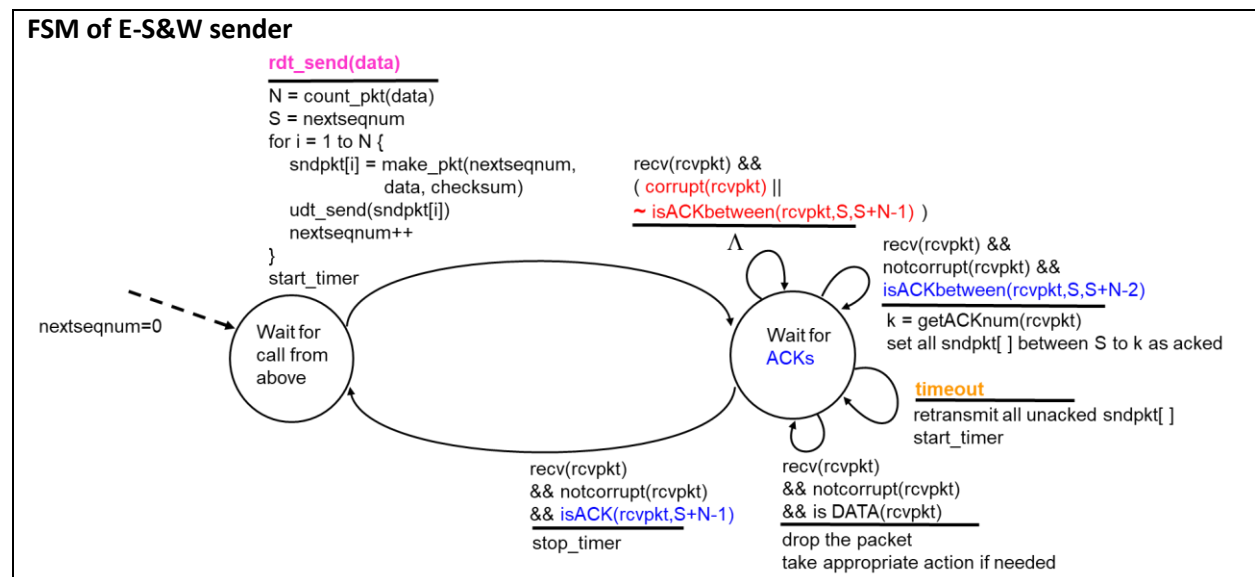 FSM of E-S&W sender
rdt_send(data)
N = count_pkt(data)
S = nextseqnum
for i = 1 to N {
sndpkt[i] = make_pkt(nextseqnum,
data, checksum)
udt_send(sndpkt[i])
nextseqnum++
}
start_timer
nextseqnum=0
Wait for
call from
above
recv(rcvpkt) &&
( corrupt(rcvpkt) ||
~ isACKbetween(rcvpkt,S,S+N-1) )
Λ
recv(rcvpkt) &&
notcorrupt(rcvpkt) &&
isACKbetween(rcvpkt,S,S+N-2)
k = getACKnum(rcvpkt)
set all sndpkt[ ] between S to k as acked
Wait for
ACKs
timeout
retransmit all unacked sndpkt[ ]
start_timer
recv(rcvpkt)
&& notcorrupt(rcvpkt)
&& isACK(rcvpkt,S+N-1)
stop_timer
recv(rcvpkt)
&& notcorrupt(rcvpkt)
&& is DATA(rcvpkt)
drop the packet
take appropriate action if needed